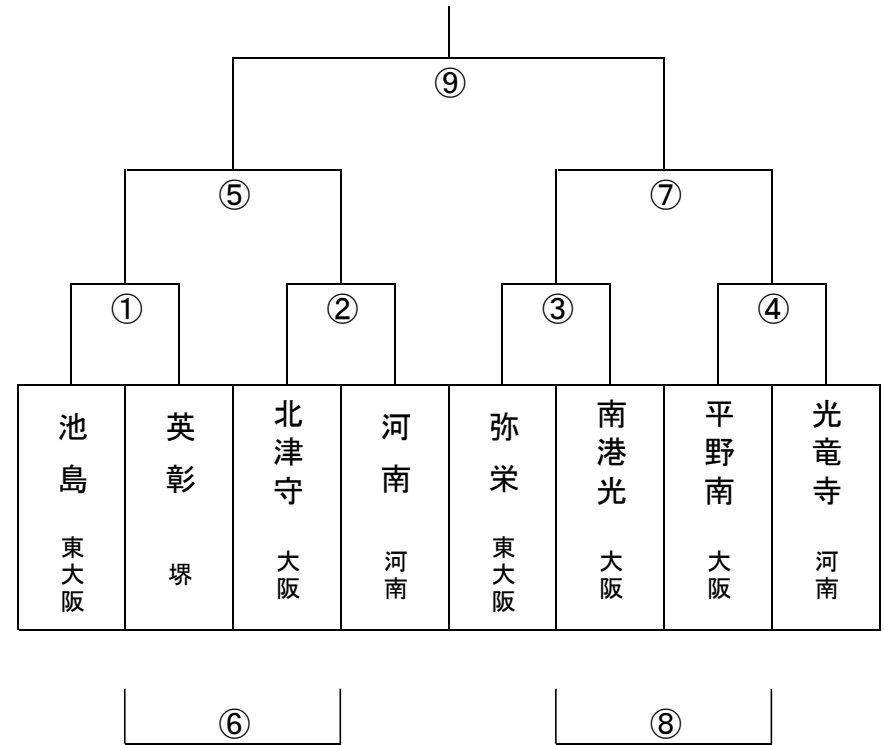 ⑨
⑤
⑦
①
②
③
④
池島
東大阪
英彰
堺
北津守
大阪
河南
河南
弥栄
東大阪
南港光
大阪
平野南
大阪
光竜寺
河南
⑥
⑧